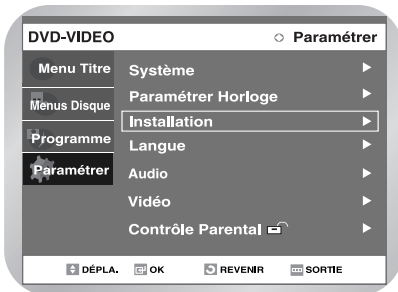 DVD-VIDEO Paramétrer
Menu Titre
Menus Disque
Programme
Paramétrer
Système
Paramétrer Horloge
Installation
Langue
Audio
Vidéo
Contrôle Parental
DÉPLA. OK REVENIR SORTIE